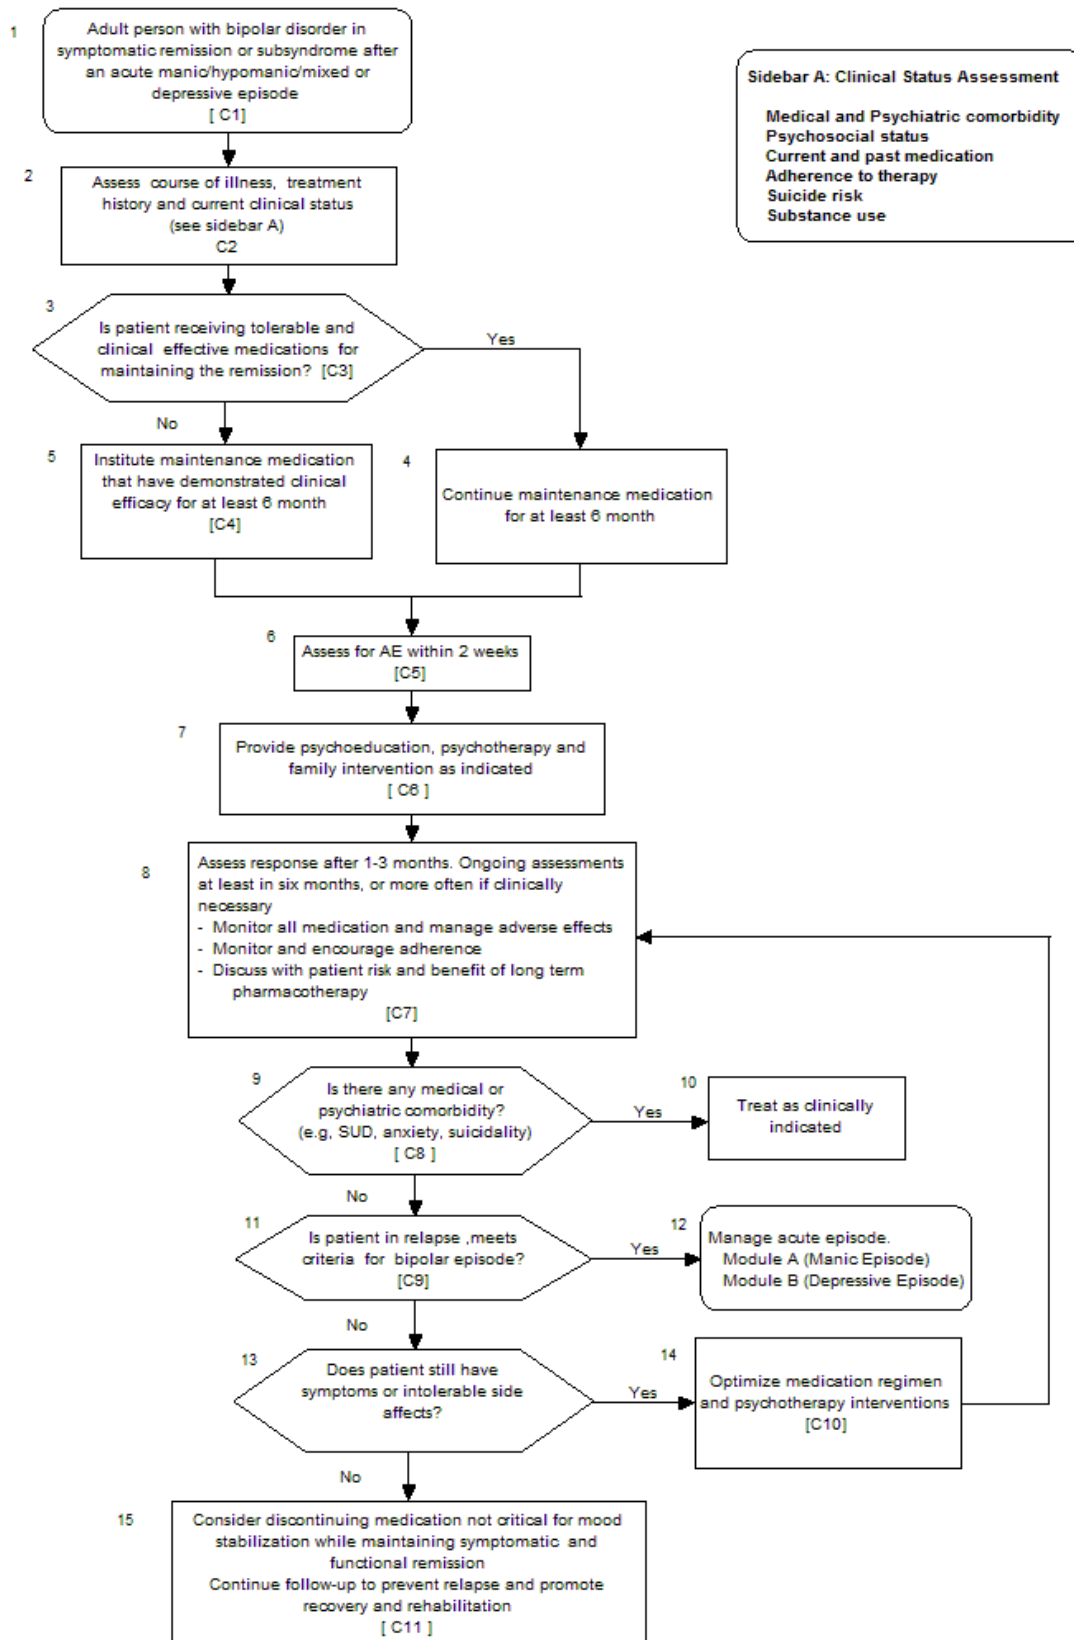 1
Adult person with bipolar disorder in
symptomatic remission or subsyndrome after
an acute manic/hypomanic/mixed or
depressive episode
[ C1]
Sidebar A: Clinical Status Assessment
Medical and Psychiatric comorbidity
Psychosocial status
Current and past medication
Adherence to therapy
Suicide risk
Substance use
2
Assess course of illness, treatment
history and current clinical status
(see sidebar A)
C2
3
Is patient receiving tolerable and
clinical effective medications for
maintaining the remission? [C3]
Yes
No
5
Institute maintenance medication
that have demonstrated clinical
efficacy for at least 6 month
[C4]
4
Continue maintenance medication
for at least 6 month
6
Assess for AE within 2 weeks
[C5]
7
Provide psychoeducation, psychotherapy and
family intervention as indicated
[ C6 ]
8
Assess response after 1-3 months. Ongoing assessments
at least in six months, or more often if clinically
necessary
- Monitor all medication and manage adverse effects
- Monitor and encourage adherence
- Discuss with patient risk and benefit of long term
pharmacotherapy
[C7]
9
Is there any medical or
psychiatric comorbidity?
(e.g, SUD, anxiety, suicidality)
[ C8 ]
Yes
10
Treat as clinically
indicated
No
11
Is patient in relapse ,meets
criteria for bipolar episode?
[C9]
Yes
12
Manage acute episode.
Module A (Manic Episode)
Module B (Depressive Episode)
No
13
Does patient still have
symptoms or intolerable side
affects?
Yes
14
Optimize medication regimen
and psychotherapy interventions
[C10]
No
15
Consider discontinuing medication not critical for mood
stabilization while maintaining symptomatic and
functional remission
Continue follow-up to prevent relapse and promote
recovery and rehabilitation
[ C11 ]